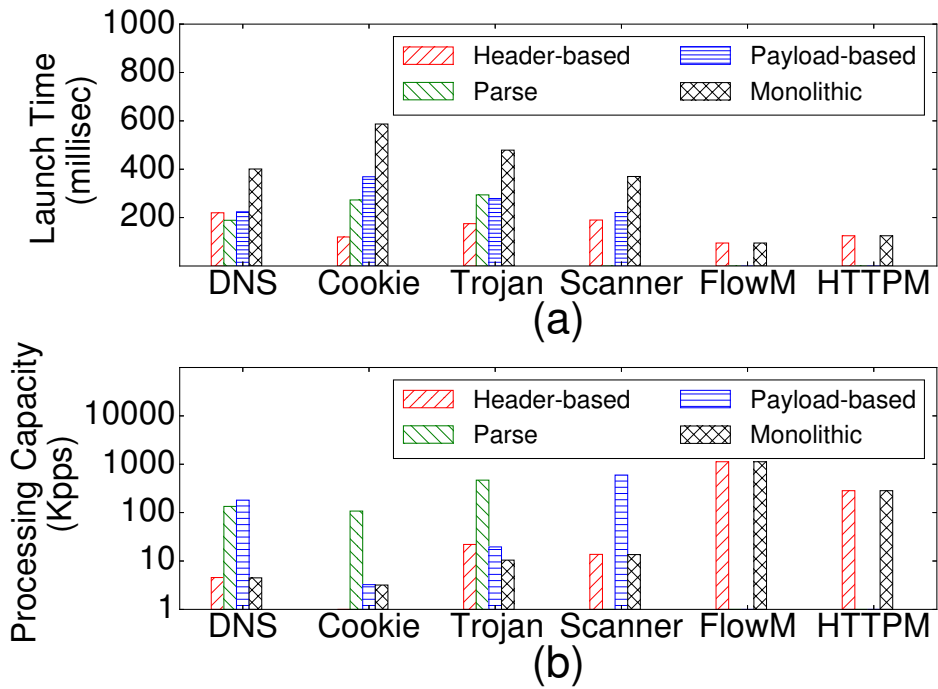 1000
800
600
400
200
Launch Time
(millisec)
Header-based
Payload-based
Parse
Monolithic
DNS Cookie Trojan Scanner FlowM HTTPM
(a)
10000
1000
100
10
1
Processing Capacity
(Kpps)
Header-based
Payload-based
Parse
Monolithic
DNS Cookie Trojan Scanner FlowM HTTPM
(b)